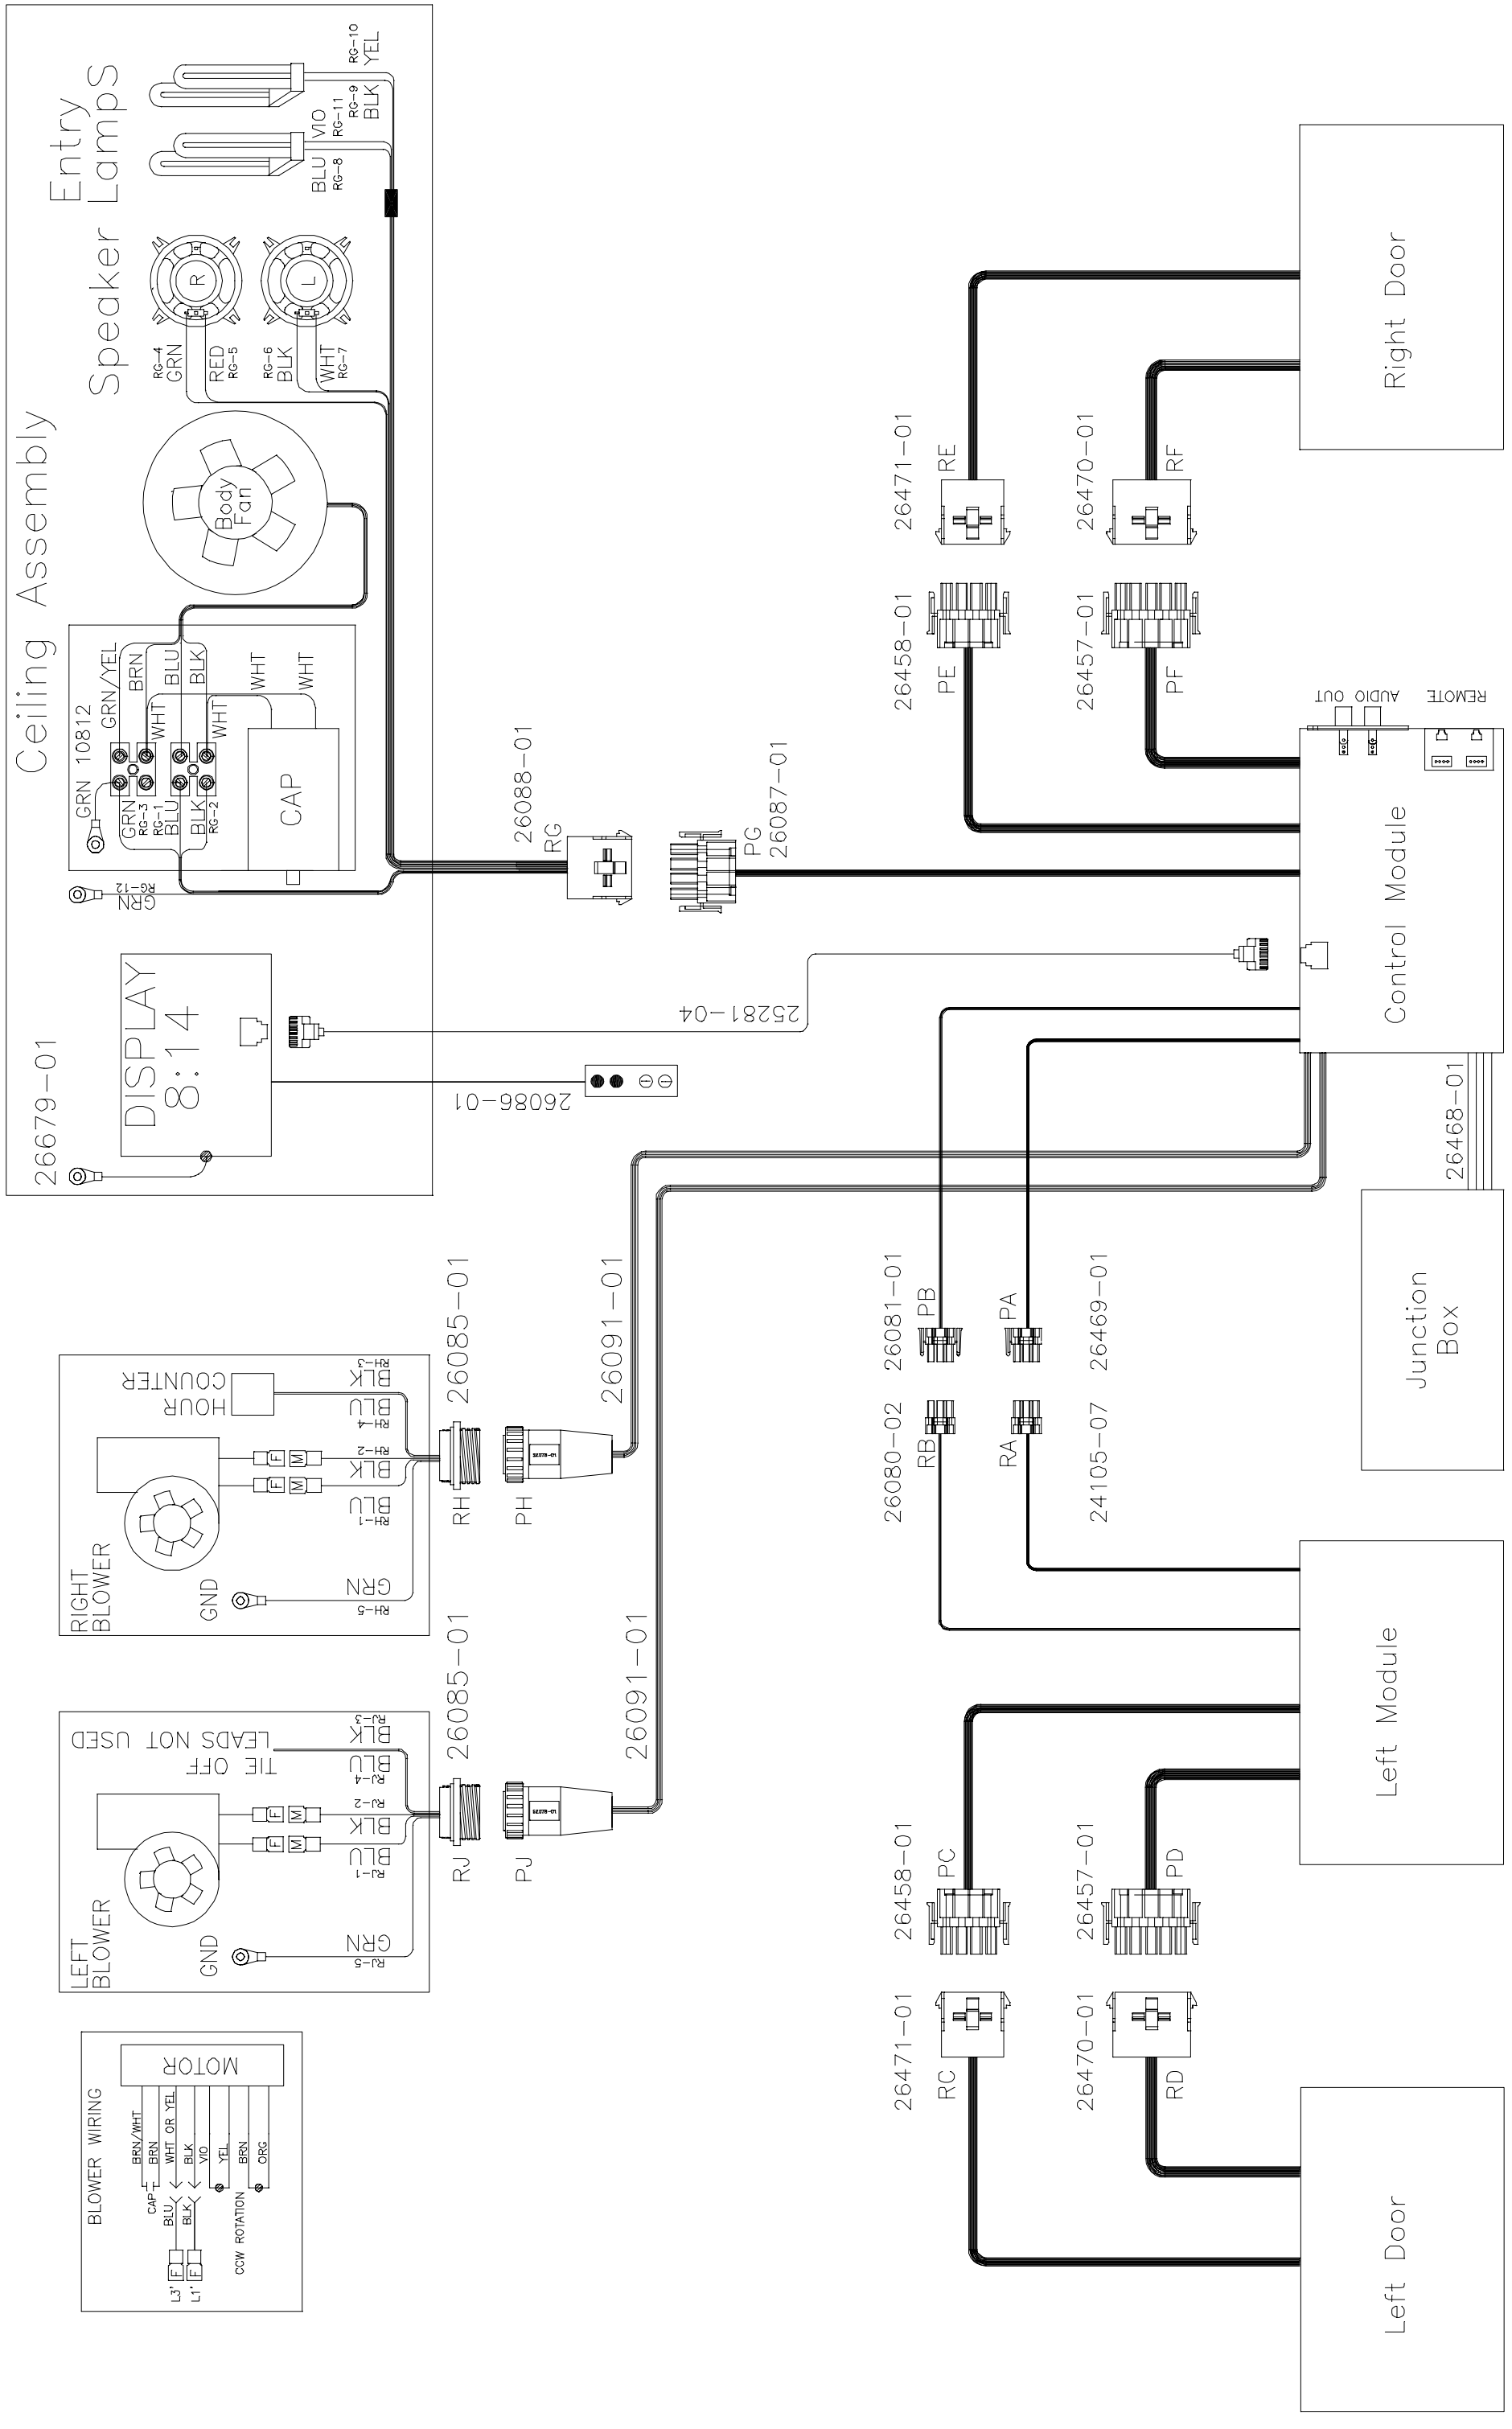 Ceiling Assembly
Entry
LampS
Speaker
RG-10
YEL
RG-9
BLK
VIO
RG-11
BLU
RG-8
R
L
RG-4
GRN
RED
RG-5
RG-6
BLK
WHT
RG-7
Body
Fan
GRN 10812
GRN/YEL
BRN
BLU
BLK
WHT
WHT
WHT
WHT
GRN
RG-3
RG-1
BLU
BLK
RG-2
CAP
GRN
RG-12
26679-01
DISPLAY
8:14
26086-01
25281-04
26088-01
RG
PG
26087-01
26471-01
RE
26470-01
RF
26458-01
PE
26457-01
PF
Right Door
AUDIO OUT
REMOTE
Control Module
26468-01
Junction
Box
RIGHT
BLOWER
HOUR
COUNTER
F
M
F
M
RH-3
BLK
BLU
RH-4
RH-2
BLK
BLU
RH-1
GND
GRN
RH-5
26085-01
RH
PH
26078-01
26091-01
LEFT
BLOWER
TIE OFF
LEADS NOT USED
F
M
F
M
RJ-3
BLK
BLU
RJ-4
RJ-2
BLK
BLU
RJ-1
GND
GRN
RJ-5
26085-01
RJ
PJ
26078-01
26091-01
26081-01
PB
PA
26469-01
26080-02
RB
RA
24105-07
Left Module
26458-01
PC
26457-01
PD
26471-01
RC
26470-01
RD
Left Door
BLOWER WIRING
MOTOR
BRN/WHT
BRN
CAP
WHT OR YEL
BLK
VIO
YEL
BRN
ORG
BLU
BLK
L3'
F
L1'
F
CCW ROTATION